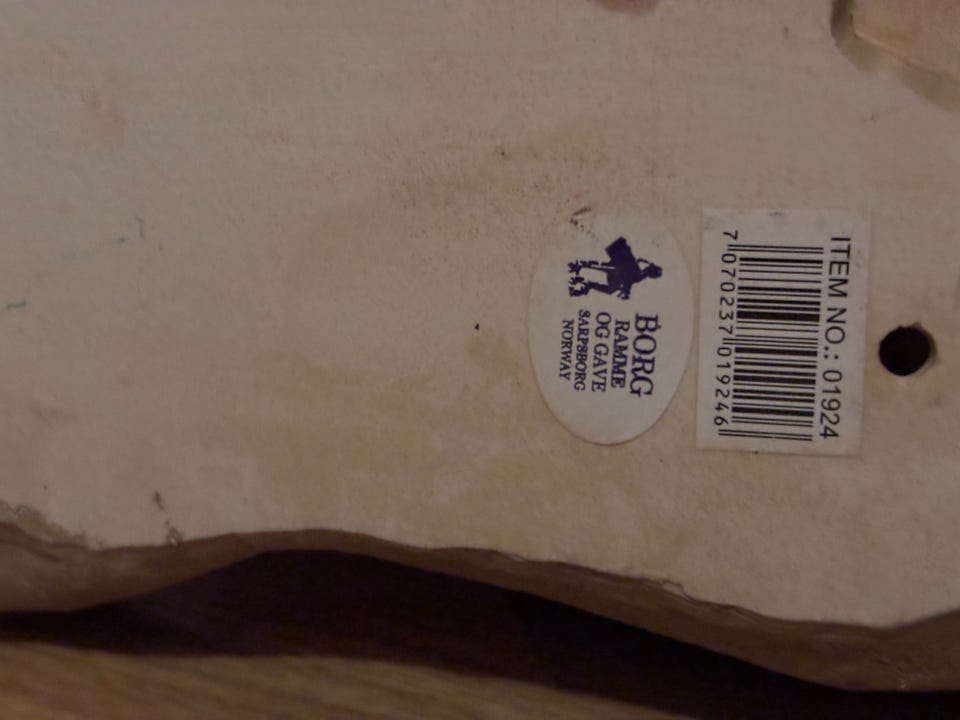 BORG
RAMME
OG GAVE
SARPSBORG
NORWAY
ITEM NO.: 01924
7 070237 019246